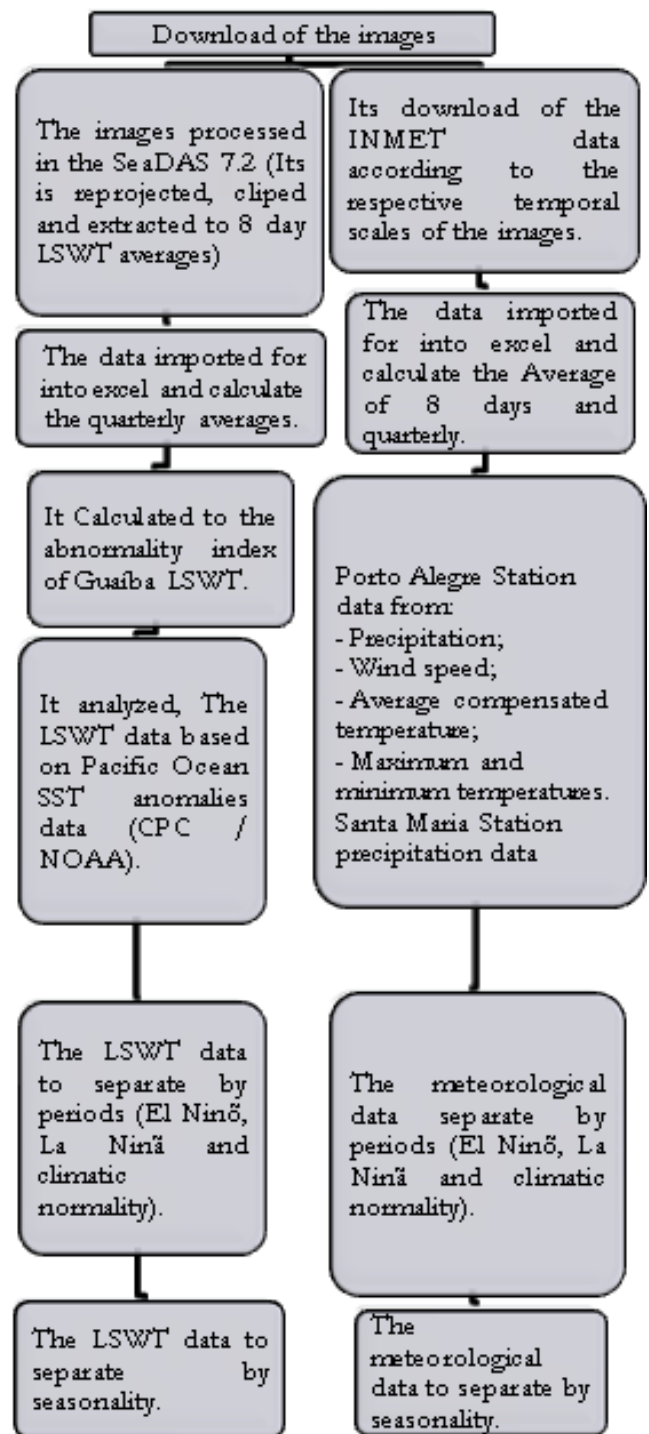 Download of the images
The images processed
in the SeaDAS 7.2 (Its
is reprojected, cliped
and extracted to 8 day
LSWT averages)
The data imported for
into excel and calculate
the quarterly averages.
It Calculated to the
abnormality index
of Guaíba LSWT.
It analyzed, The
LSWT data based
on Pacific Ocean
SST anomalies
data (CPC /
NOAA).
The LSWT data
to separate by
periods (El Ninő,
La Ninã and
climatic
normality).
The LSWT data to
separate by
seasonality.
Its download of the
INMET data
according to the
respective temporal
scales of the images.
The data imported
for into excel and
calculate the Average
of 8 days and
quarterly.
Porto Alegre Station
data from:
- Precipitation;
- Wind speed;
- Average compensated
temperature;
- Maximum and
minimum temperatures.
Santa Maria Station
precipitation data
The meteorological
data separate by
periods (El Ninő, La
Ninã and climatic
normality).
The
meteorological
data to separate by
seasonality.